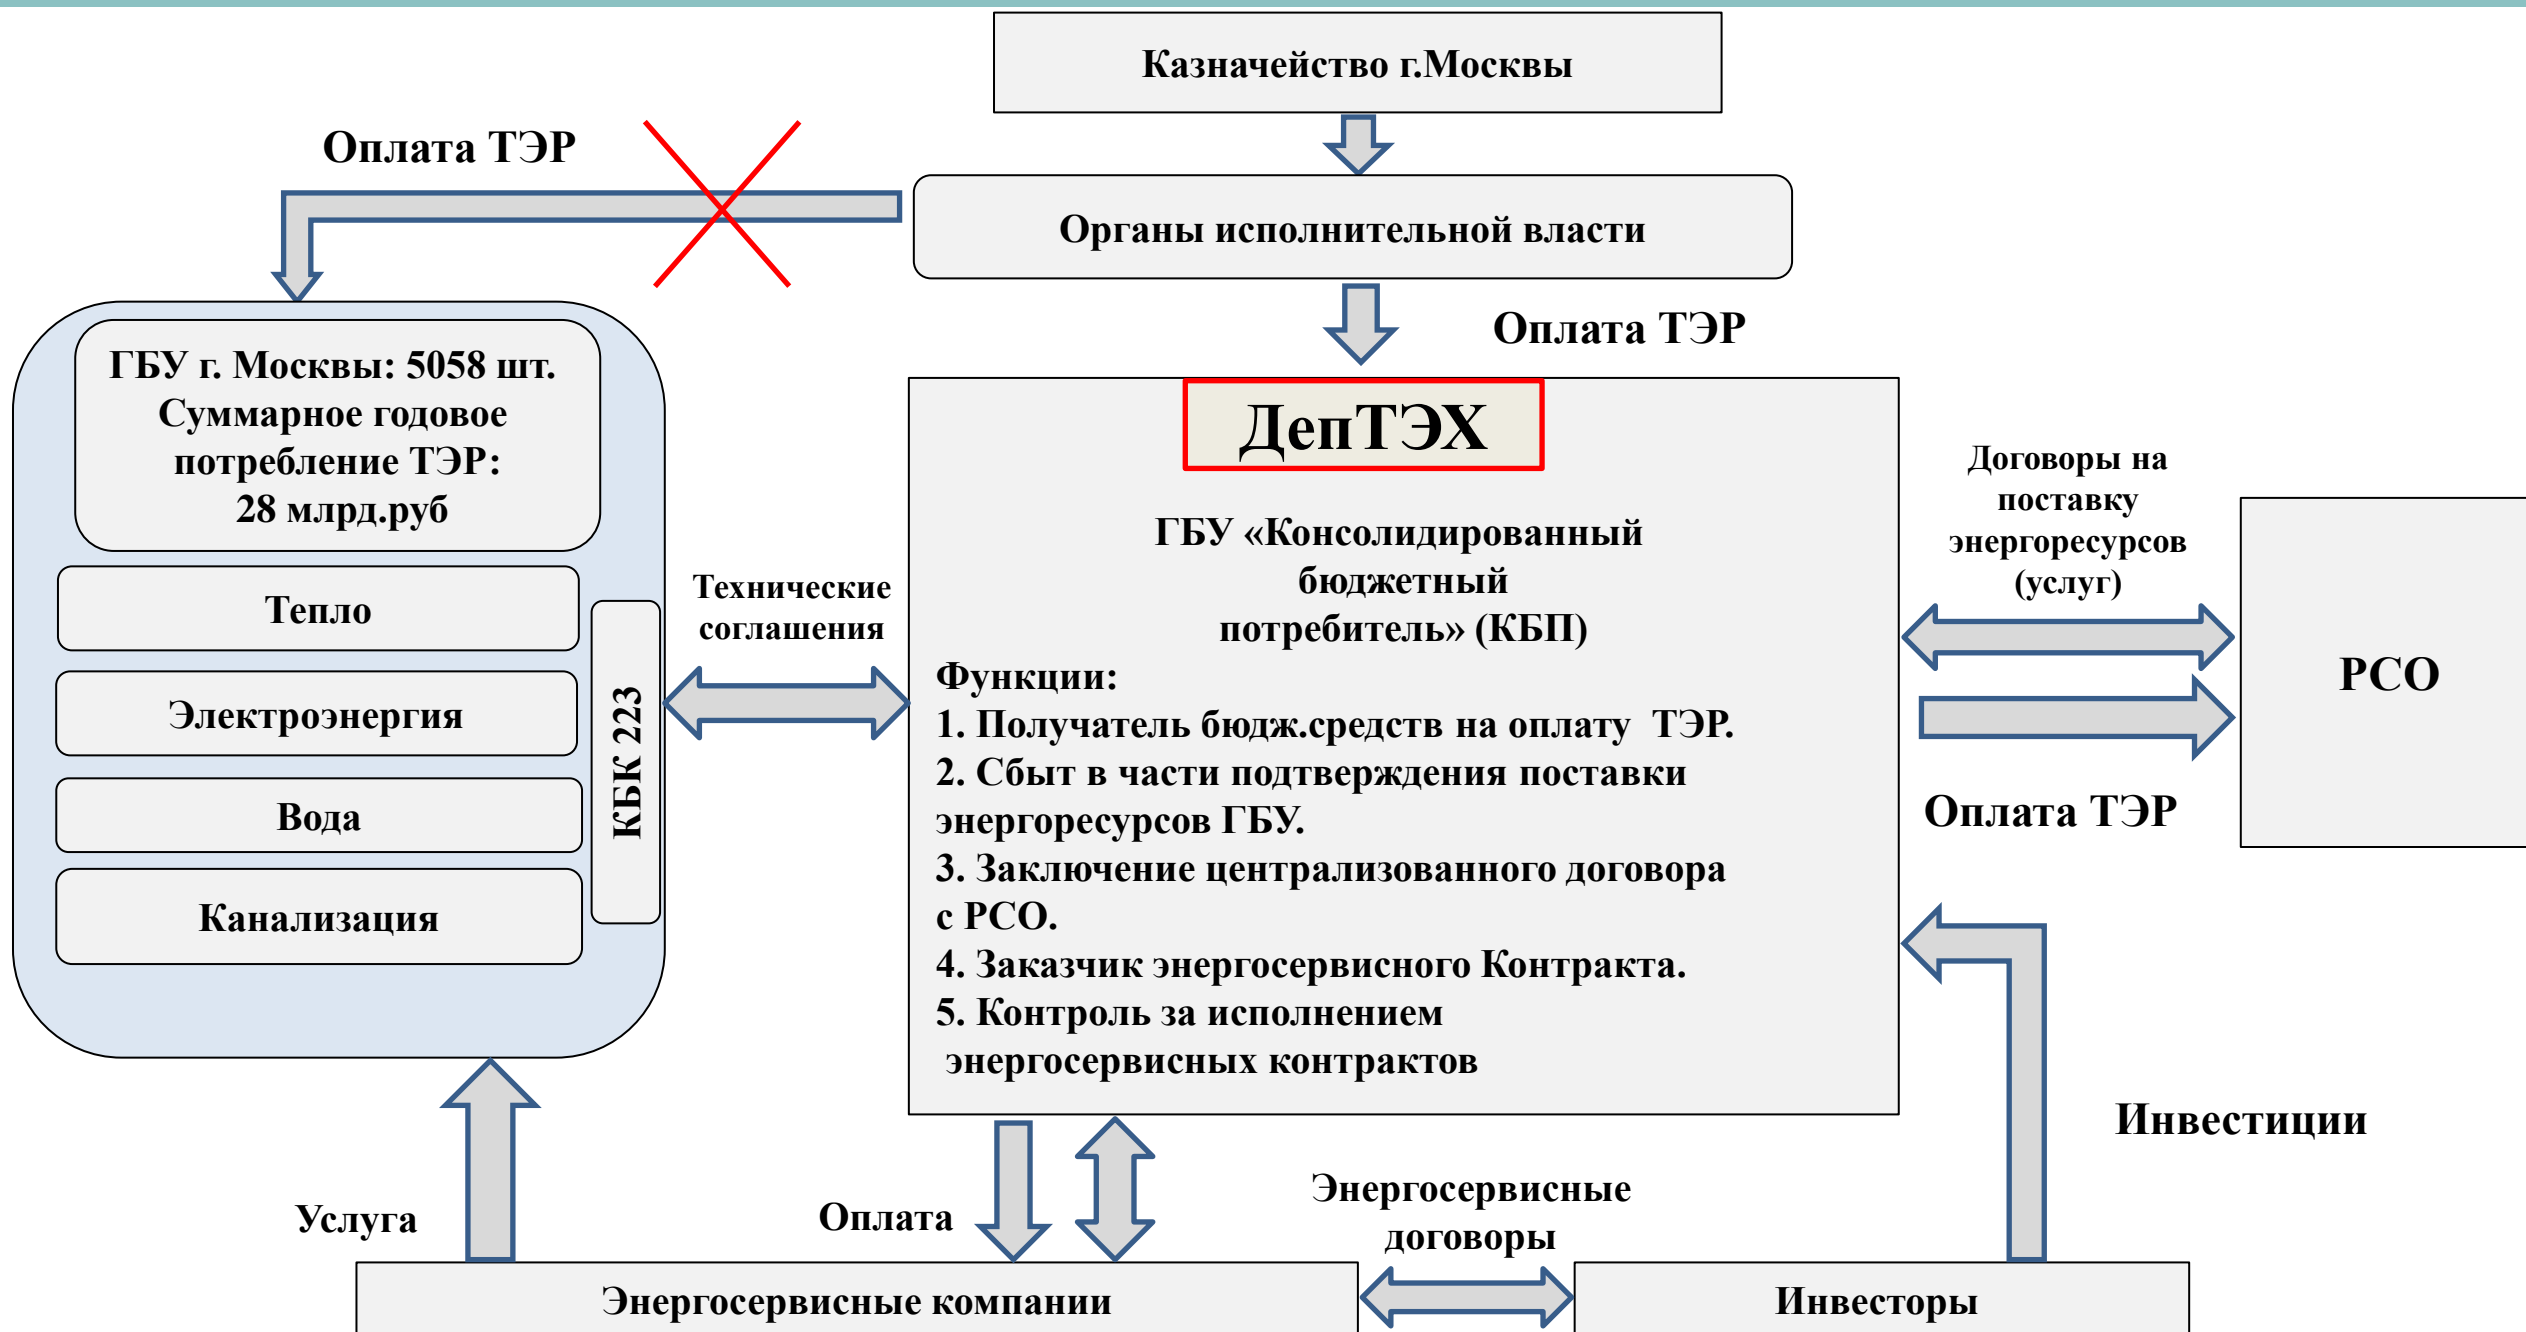 Казначейство г.Москвы
Оплата ТЭР
Органы исполнительной власти
Оплата ТЭР
ГБУ г. Москвы: 5058 шт.
Суммарное годовое
потребление ТЭР:
28 млрд.руб
Тепло
Электроэнергия
Вода
Канализация
КБК 223
Технические
соглашения
ДепТЭХ
ГБУ «Консолидированный
бюджетный
потребитель» (КБП)
Функции:
1. Получатель бюдж.средств на оплату ТЭР.
2. Сбыт в части подтверждения поставки
энергоресурсов ГБУ.
3. Заключение централизованного договора
с РСО.
4. Заказчик энергосервисного Контракта.
5. Контроль за исполнением
энергосервисных контрактов
Договоры на
поставку
энергоресурсов
(услуг)
РСО
Оплата ТЭР
Инвестиции
Услуга
Оплата
Энергосервисные
договоры
Энергосервисные компании
Инвесторы